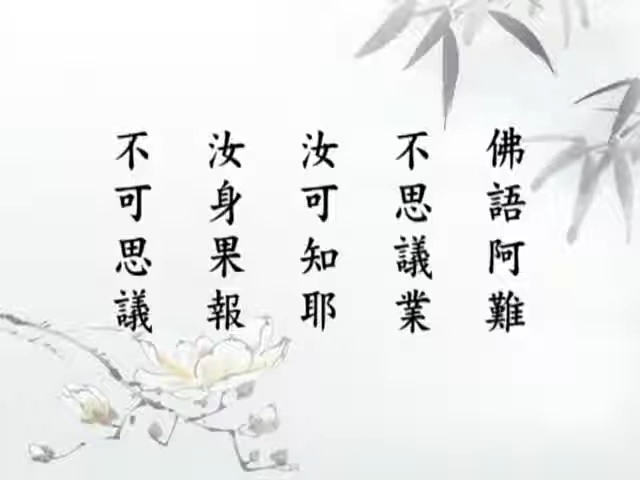 佛語阿難
不思議業
汝可知耶
汝身果報
不可思議